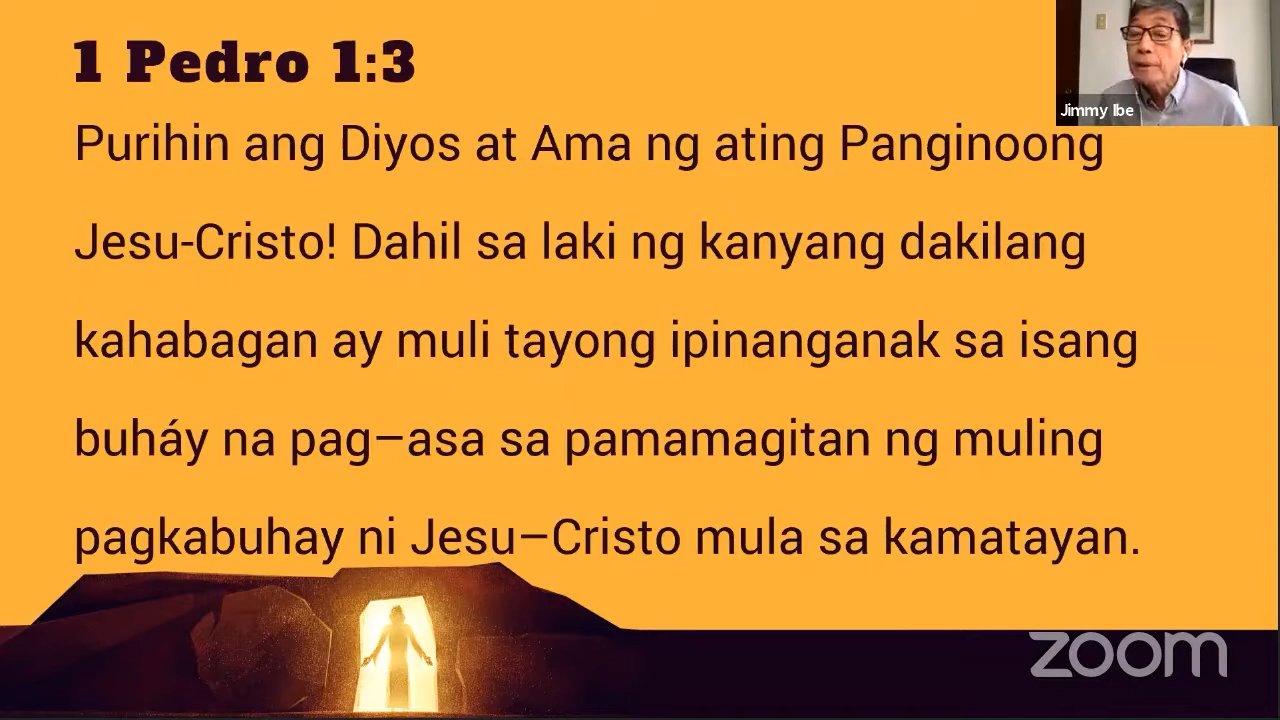 1 Pedro 1:3
Jimmy Ibe
Purihin ang Diyos at Ama ng ating Panginoong
Jesu-Cristo! Dahil sa laki ng kanyang dakilang
kahabagan ay muli tayong ipinanganak sa isang
buháy na pag–asa sa pamamagitan ng muling
pagkabuhay ni Jesu–Cristo mula sa kamatayan.
zoom